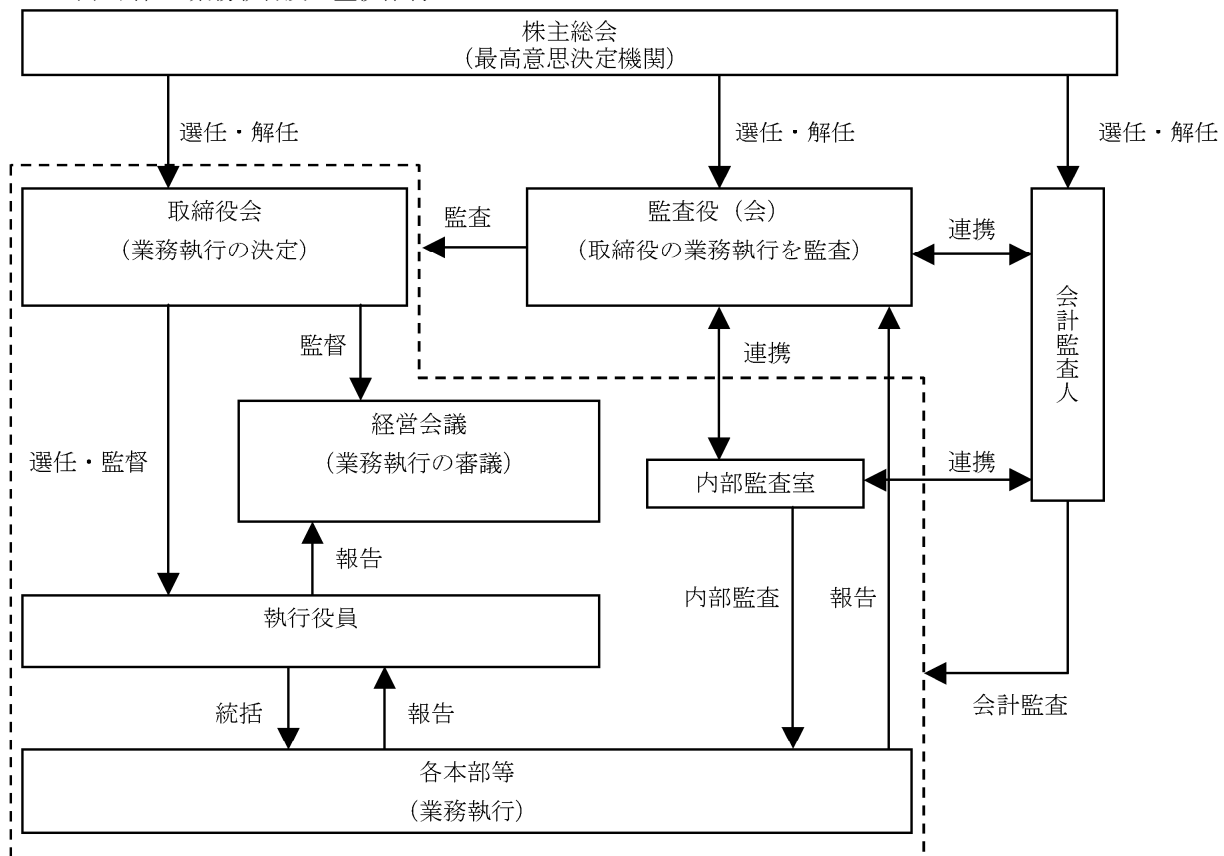 株主総会
(最高意思決定機関)
選任・解任
選任・解任
選任・解任
取締役会
(業務執行の決定)
監査
監査役(会)
(取締役の業務執行を監査)
連携
会計監査人
監督
連携
経営会議
(業務執行の審議)
選任・監督
内部監査室
連携
報告
内部監査
報告
執行役員
統括
報告
会計監査
各本部等
(業務執行)